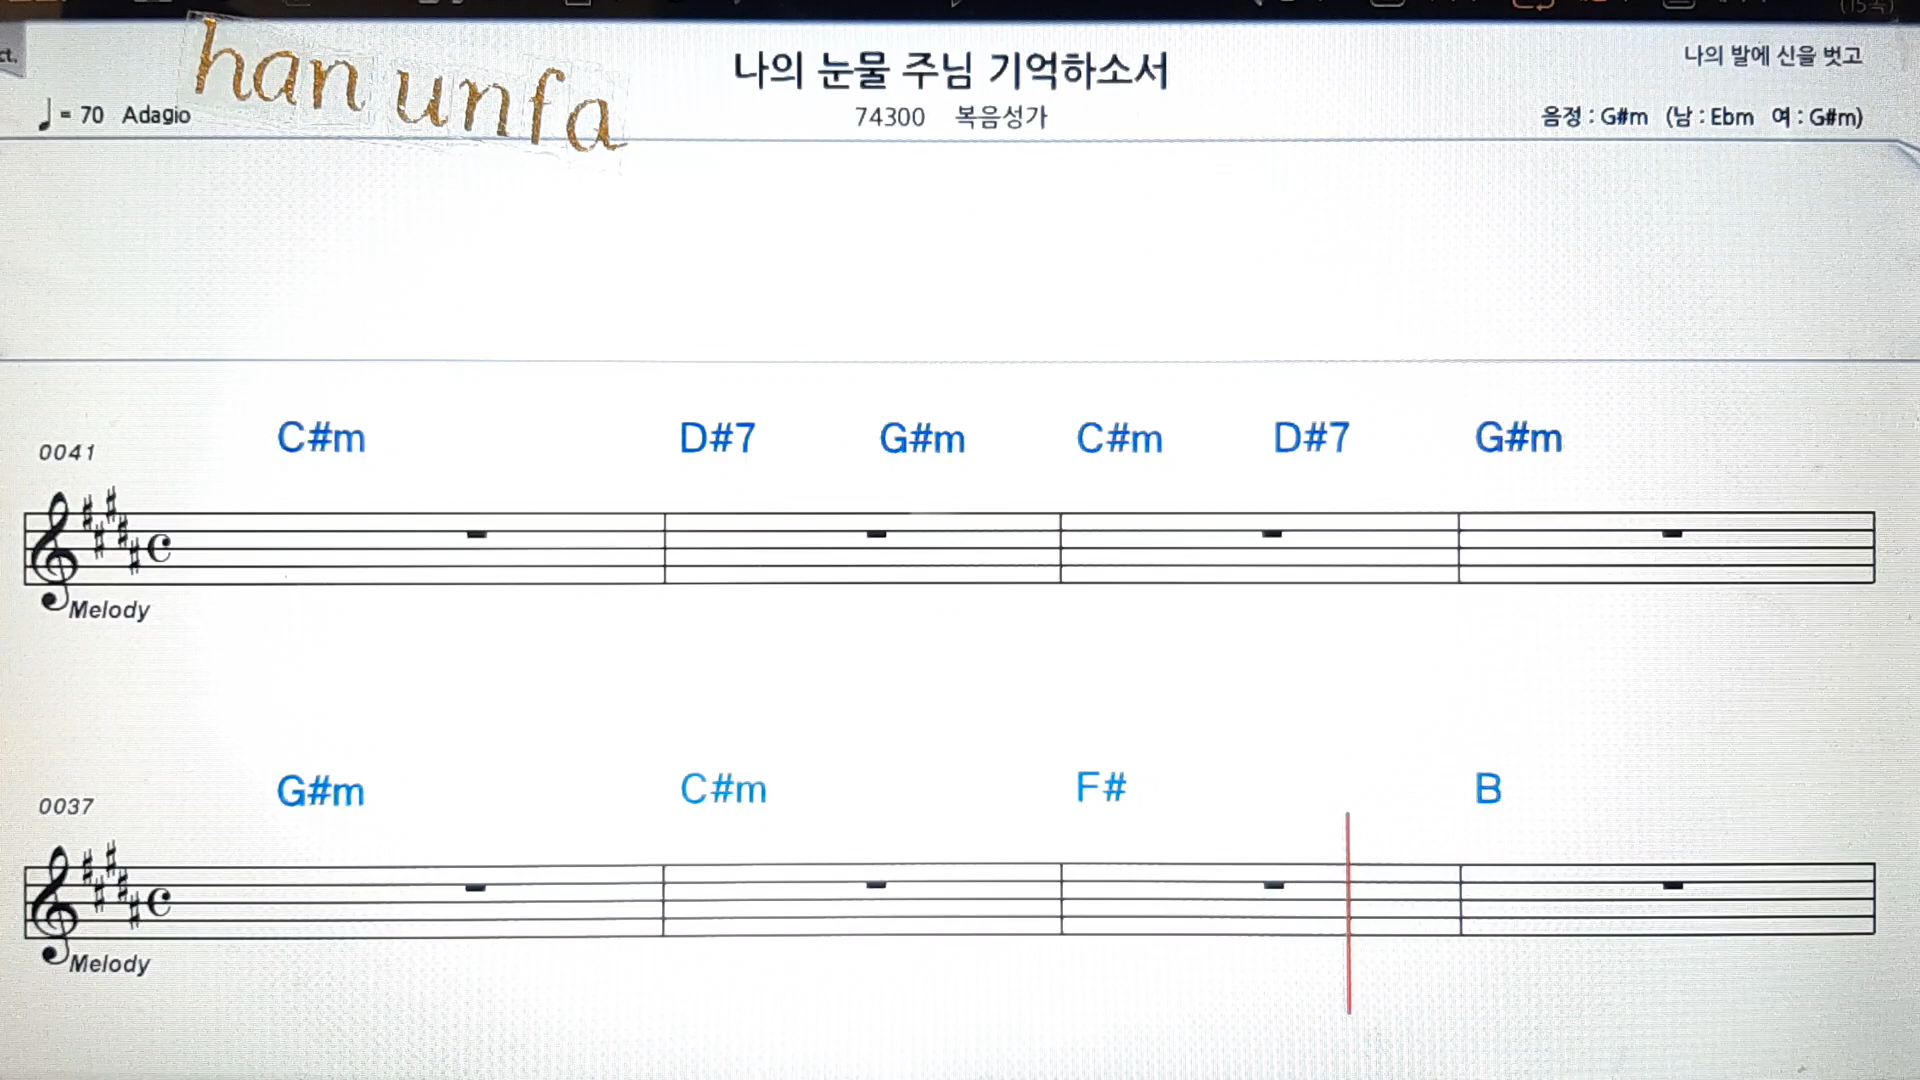 ct.
han unfa
나의 눈물 주님 기억하소서
나의 발에 신을 벗고
♩= 70 Adagio
74300 복음성가
음정 : G#m (남 : Ebm 여 : G#m)
C#m D#7 G#m C#m D#7 G#m
0041
Melody
G#m C#m F# B
0037
Melody